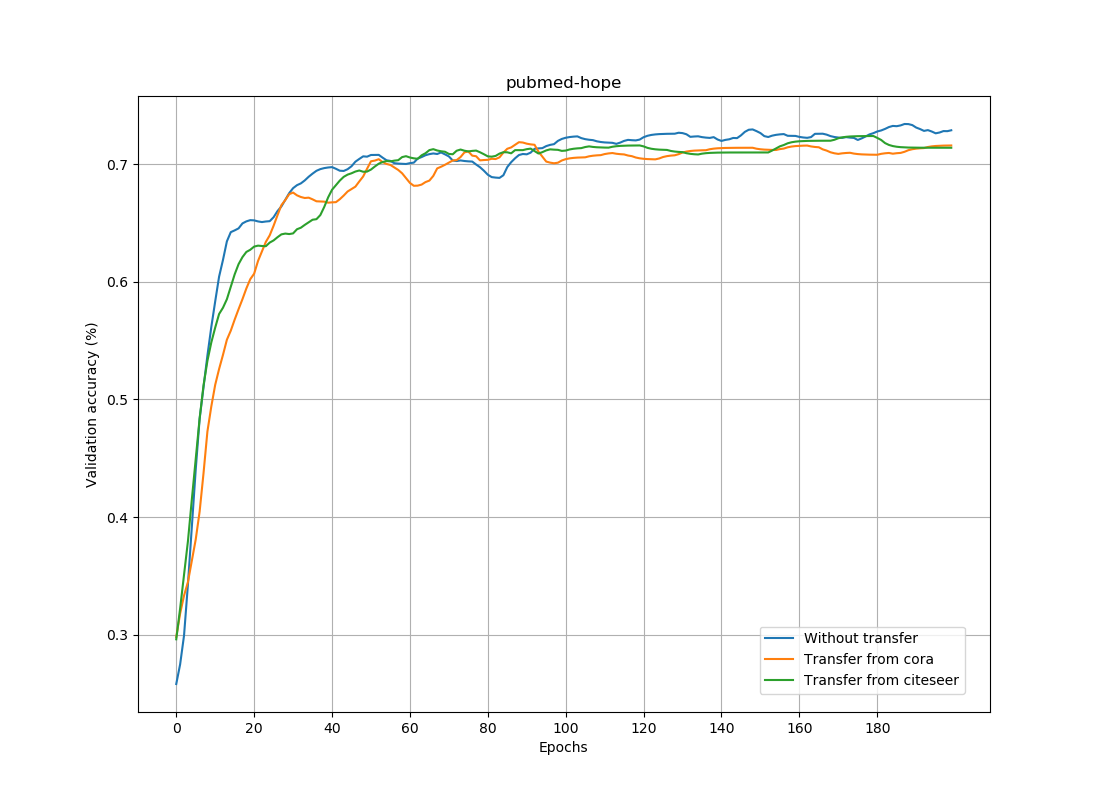 pubmed-hope
Validation accuracy (%)
0.7
0.6
0.5
0.4
0.3
Without transfer
Transfer from cora
Transfer from citeseer
0 20 40 60 80 100 120 140 160 180
Epochs